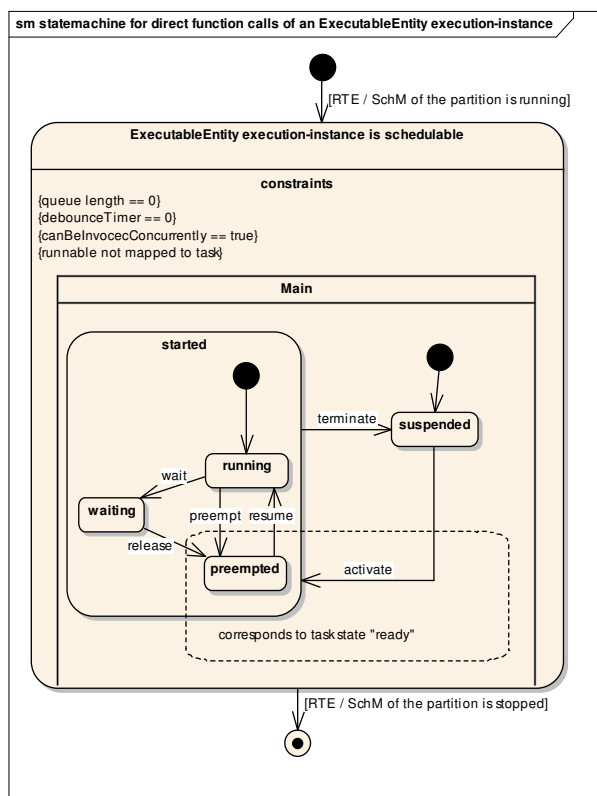 sm statemachine for direct function calls of an ExecutableEntity execution-instance
[RTE / SchM of the partition is running]
ExecutableEntity execution-instance is schedulable
constraints
{queue length == 0}
{debounceTimer == 0}
{canBeInvocecConcurrently == true}
{runnable not mapped to task}
Main
started
terminate
suspended
running
wait
waiting
preempt
resume
release
preempted
activate
corresponds to task state "ready"
[RTE / SchM of the partition is stopped]